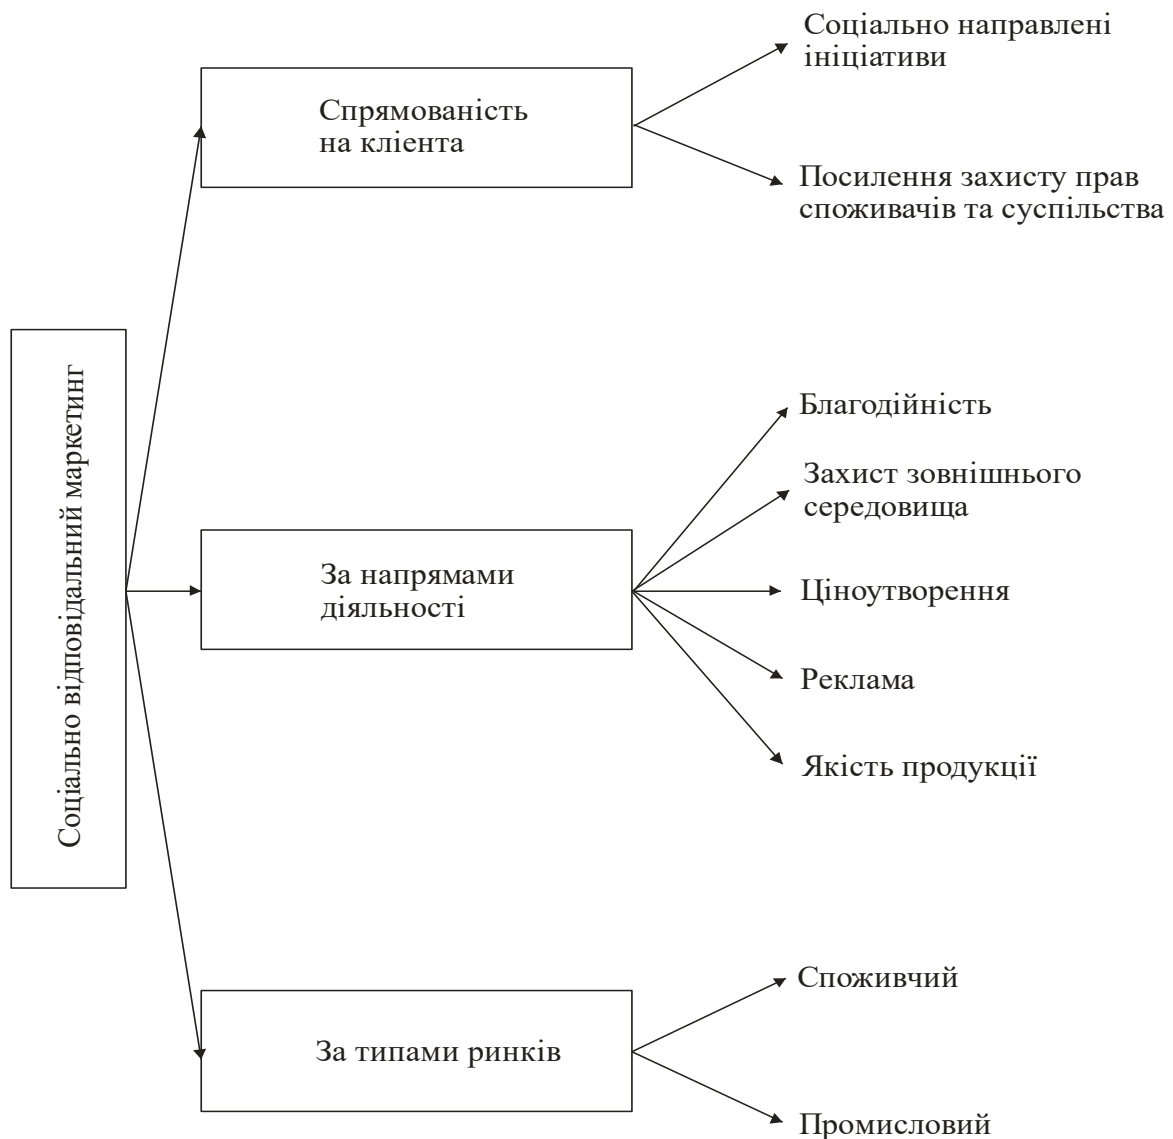 Соціально відповідальний маркетинг
Спрямованість
на клієнта
Соціально направлені
ініціативи
Посилення захисту прав
споживачів та суспільства
За напрямами
діяльності
Благодійність
Захист зовнішнього
середовища
Ціноутворення
Реклама
Якість продукції
За типами ринків
Споживчий
Промисловий